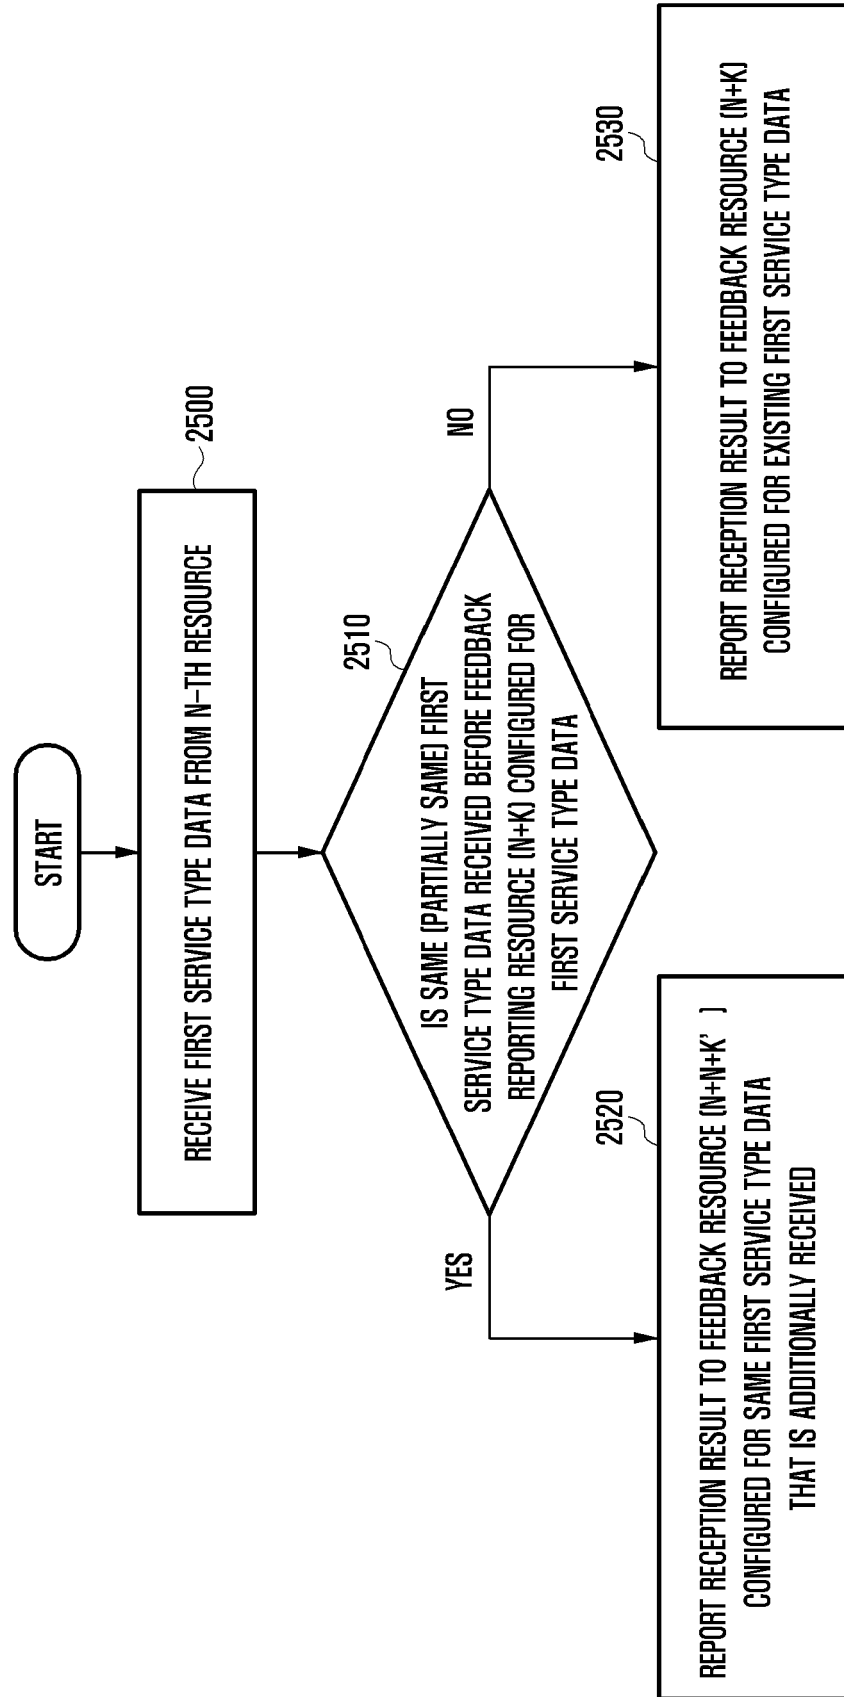 START
2500
RECEIVE FIRST SERVICE TYPE DATA FROM N-TH RESOURCE
2510
IS SAME (PARTIALLY SAME) FIRST
SERVICE TYPE DATA RECEIVED BEFORE FEEDBACK
REPORTING RESOURCE (N+K) CONFIGURED FOR
FIRST SERVICE TYPE DATA
YES
NO
2520
REPORT RECEPTION RESULT TO FEEDBACK RESOURCE (N+N+K' )
CONFIGURED FOR SAME FIRST SERVICE TYPE DATA
THAT IS ADDITIONALLY RECEIVED
2530
REPORT RECEPTION RESULT TO FEEDBACK RESOURCE (N+K)
CONFIGURED FOR EXISTING FIRST SERVICE TYPE DATA